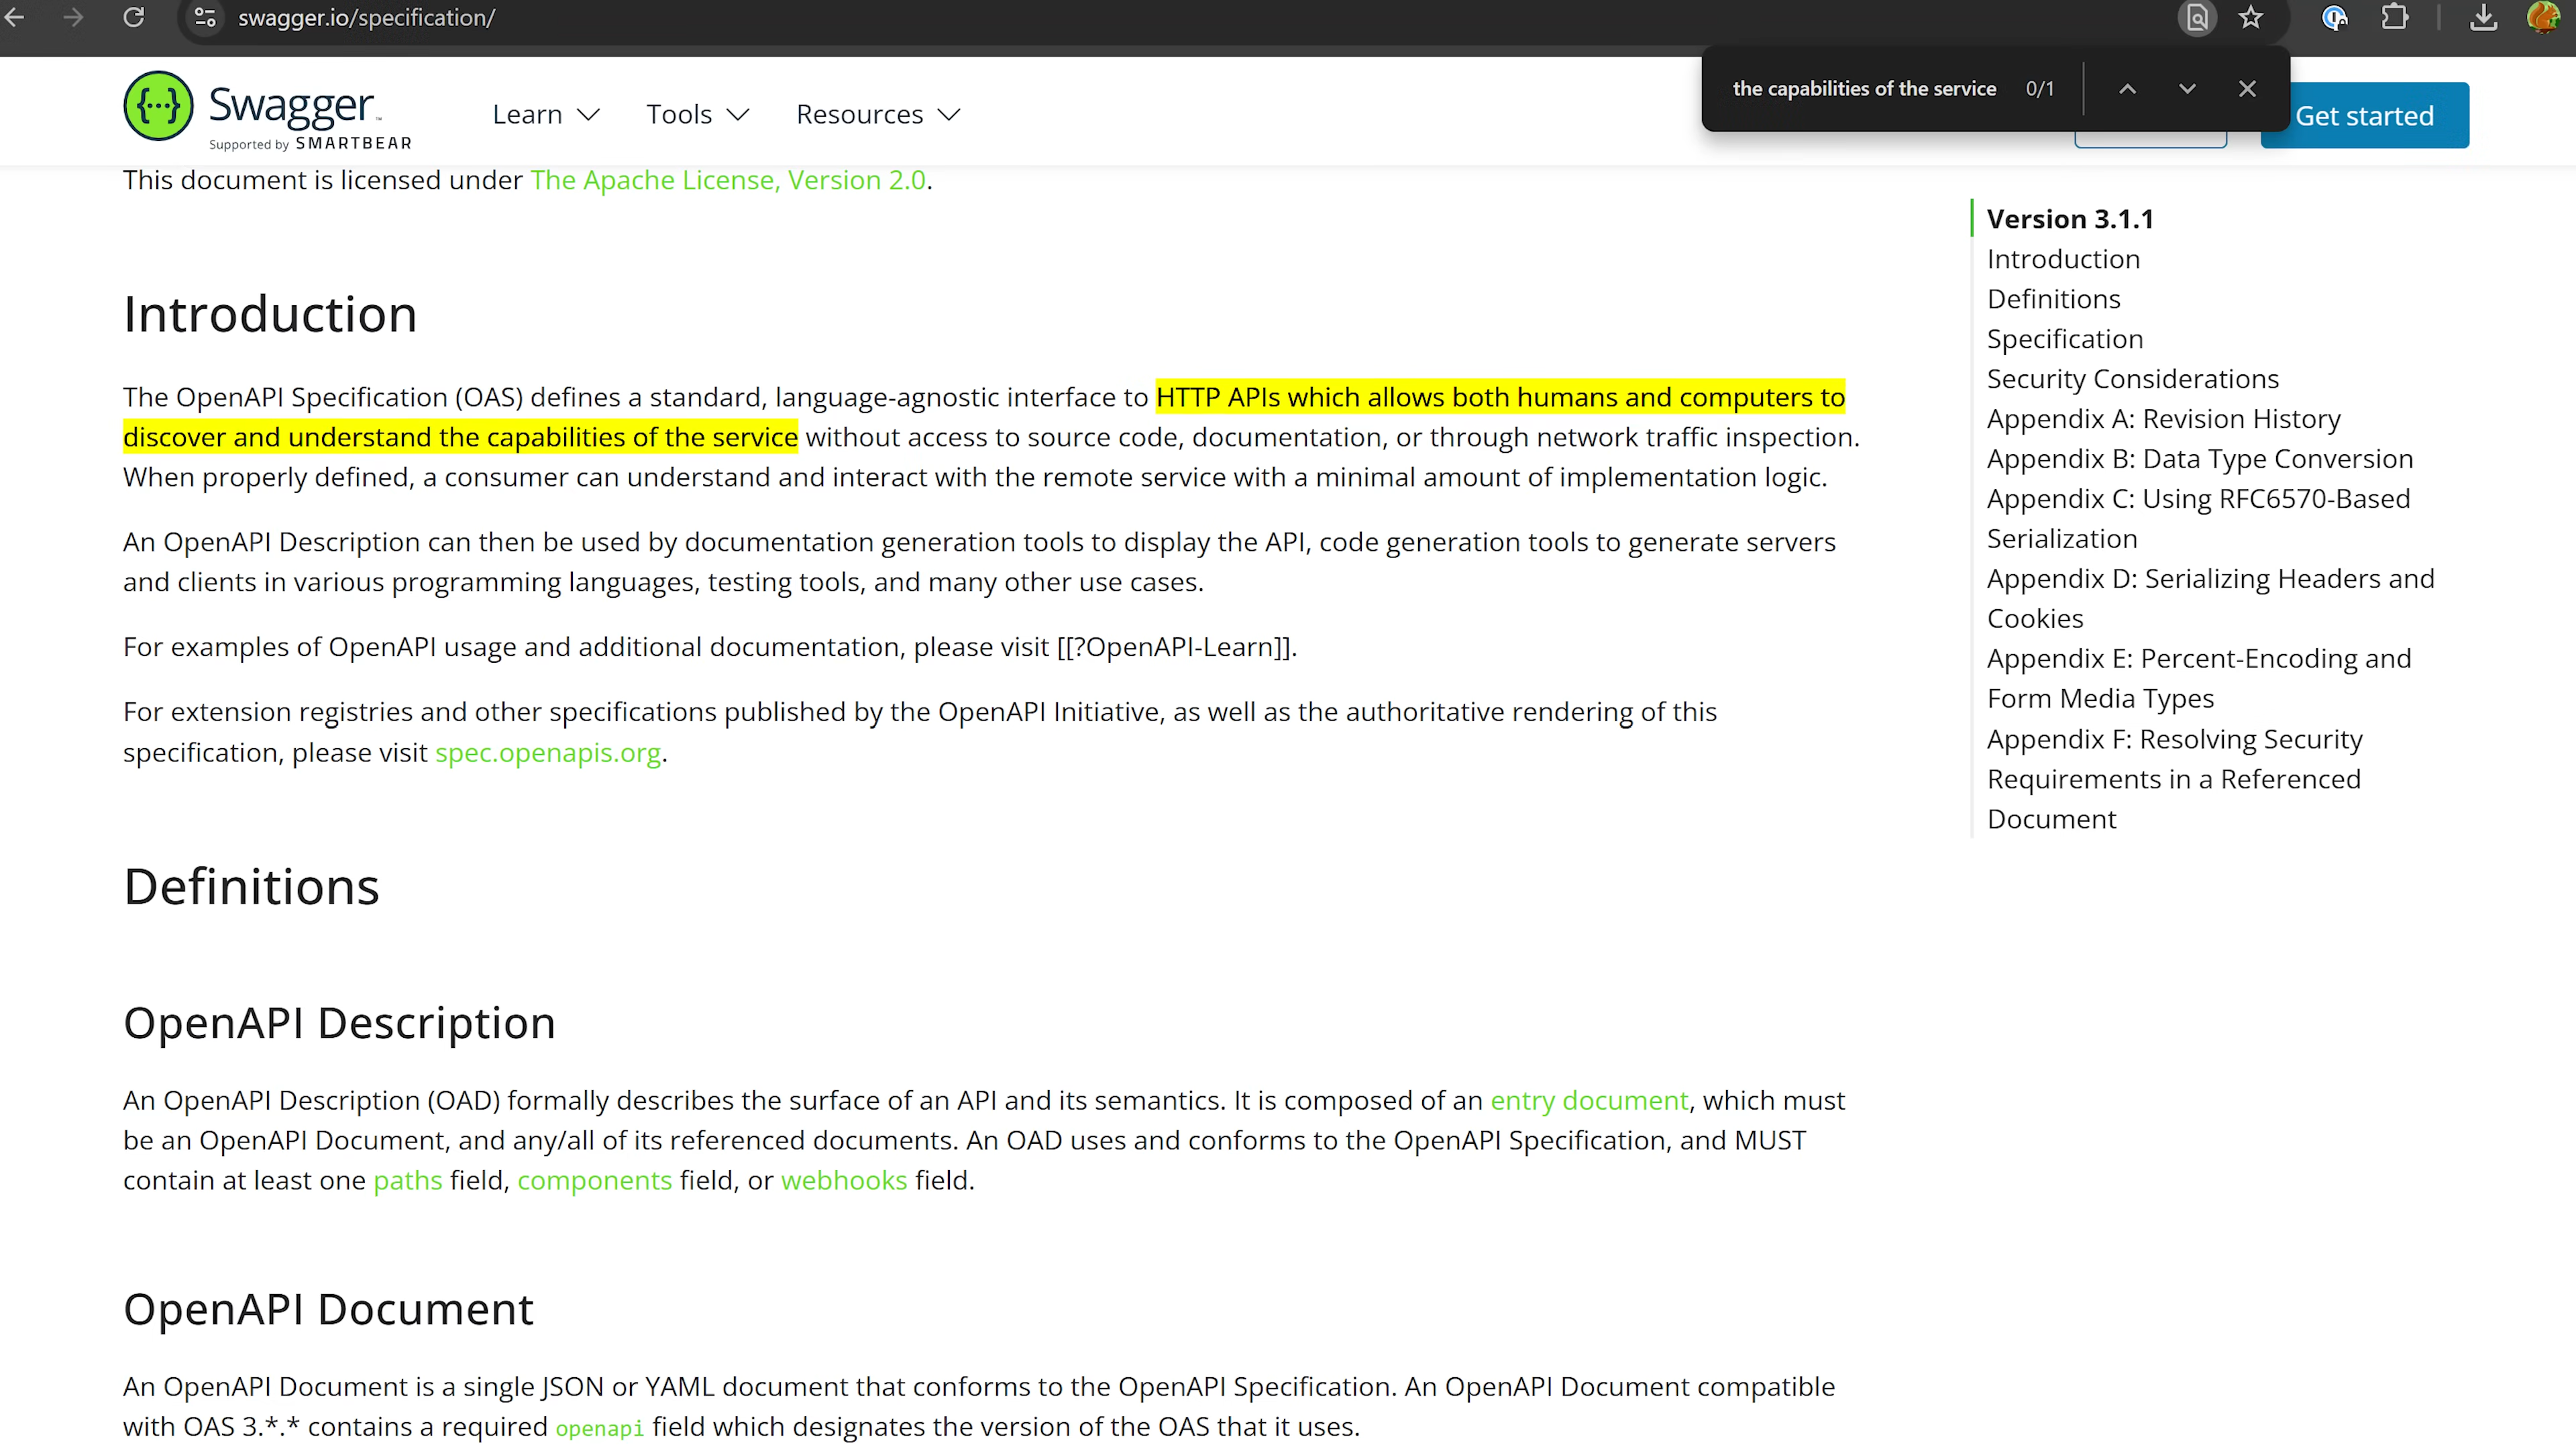 swagger.io/specification/
the capabilities of the service 0/1
Swagger
Supported by SMARTBEAR
Learn
Tools
Resources
Get started
This document is licensed under The Apache License, Version 2.0.
Introduction
The OpenAPI Specification (OAS) defines a standard, language-agnostic interface to HTTP APIs which allows both humans and computers to
discover and understand the capabilities of the service without access to source code, documentation, or through network traffic inspection.
When properly defined, a consumer can understand and interact with the remote service with a minimal amount of implementation logic.
An OpenAPI Description can then be used by documentation generation tools to display the API, code generation tools to generate servers
and clients in various programming languages, testing tools, and many other use cases.
For examples of OpenAPI usage and additional documentation, please visit [[?OpenAPI-Learn]].
For extension registries and other specifications published by the OpenAPI Initiative, as well as the authoritative rendering of this
specification, please visit spec.openapis.org.
Definitions
OpenAPI Description
An OpenAPI Description (OAD) formally describes the surface of an API and its semantics. It is composed of an entry document, which must
be an OpenAPI Document, and any/all of its referenced documents. An OAD uses and conforms to the OpenAPI Specification, and MUST
contain at least one paths field, components field, or webhooks field.
OpenAPI Document
An OpenAPI Document is a single JSON or YAML document that conforms to the OpenAPI Specification. An OpenAPI Document compatible
with OAS 3.*.* contains a required openapi field which designates the version of the OAS that it uses.
Version 3.1.1
Introduction
Definitions
Specification
Security Considerations
Appendix A: Revision History
Appendix B: Data Type Conversion
Appendix C: Using RFC6570-Based
Serialization
Appendix D: Serializing Headers and
Cookies
Appendix E: Percent-Encoding and
Form Media Types
Appendix F: Resolving Security
Requirements in a Referenced
Document